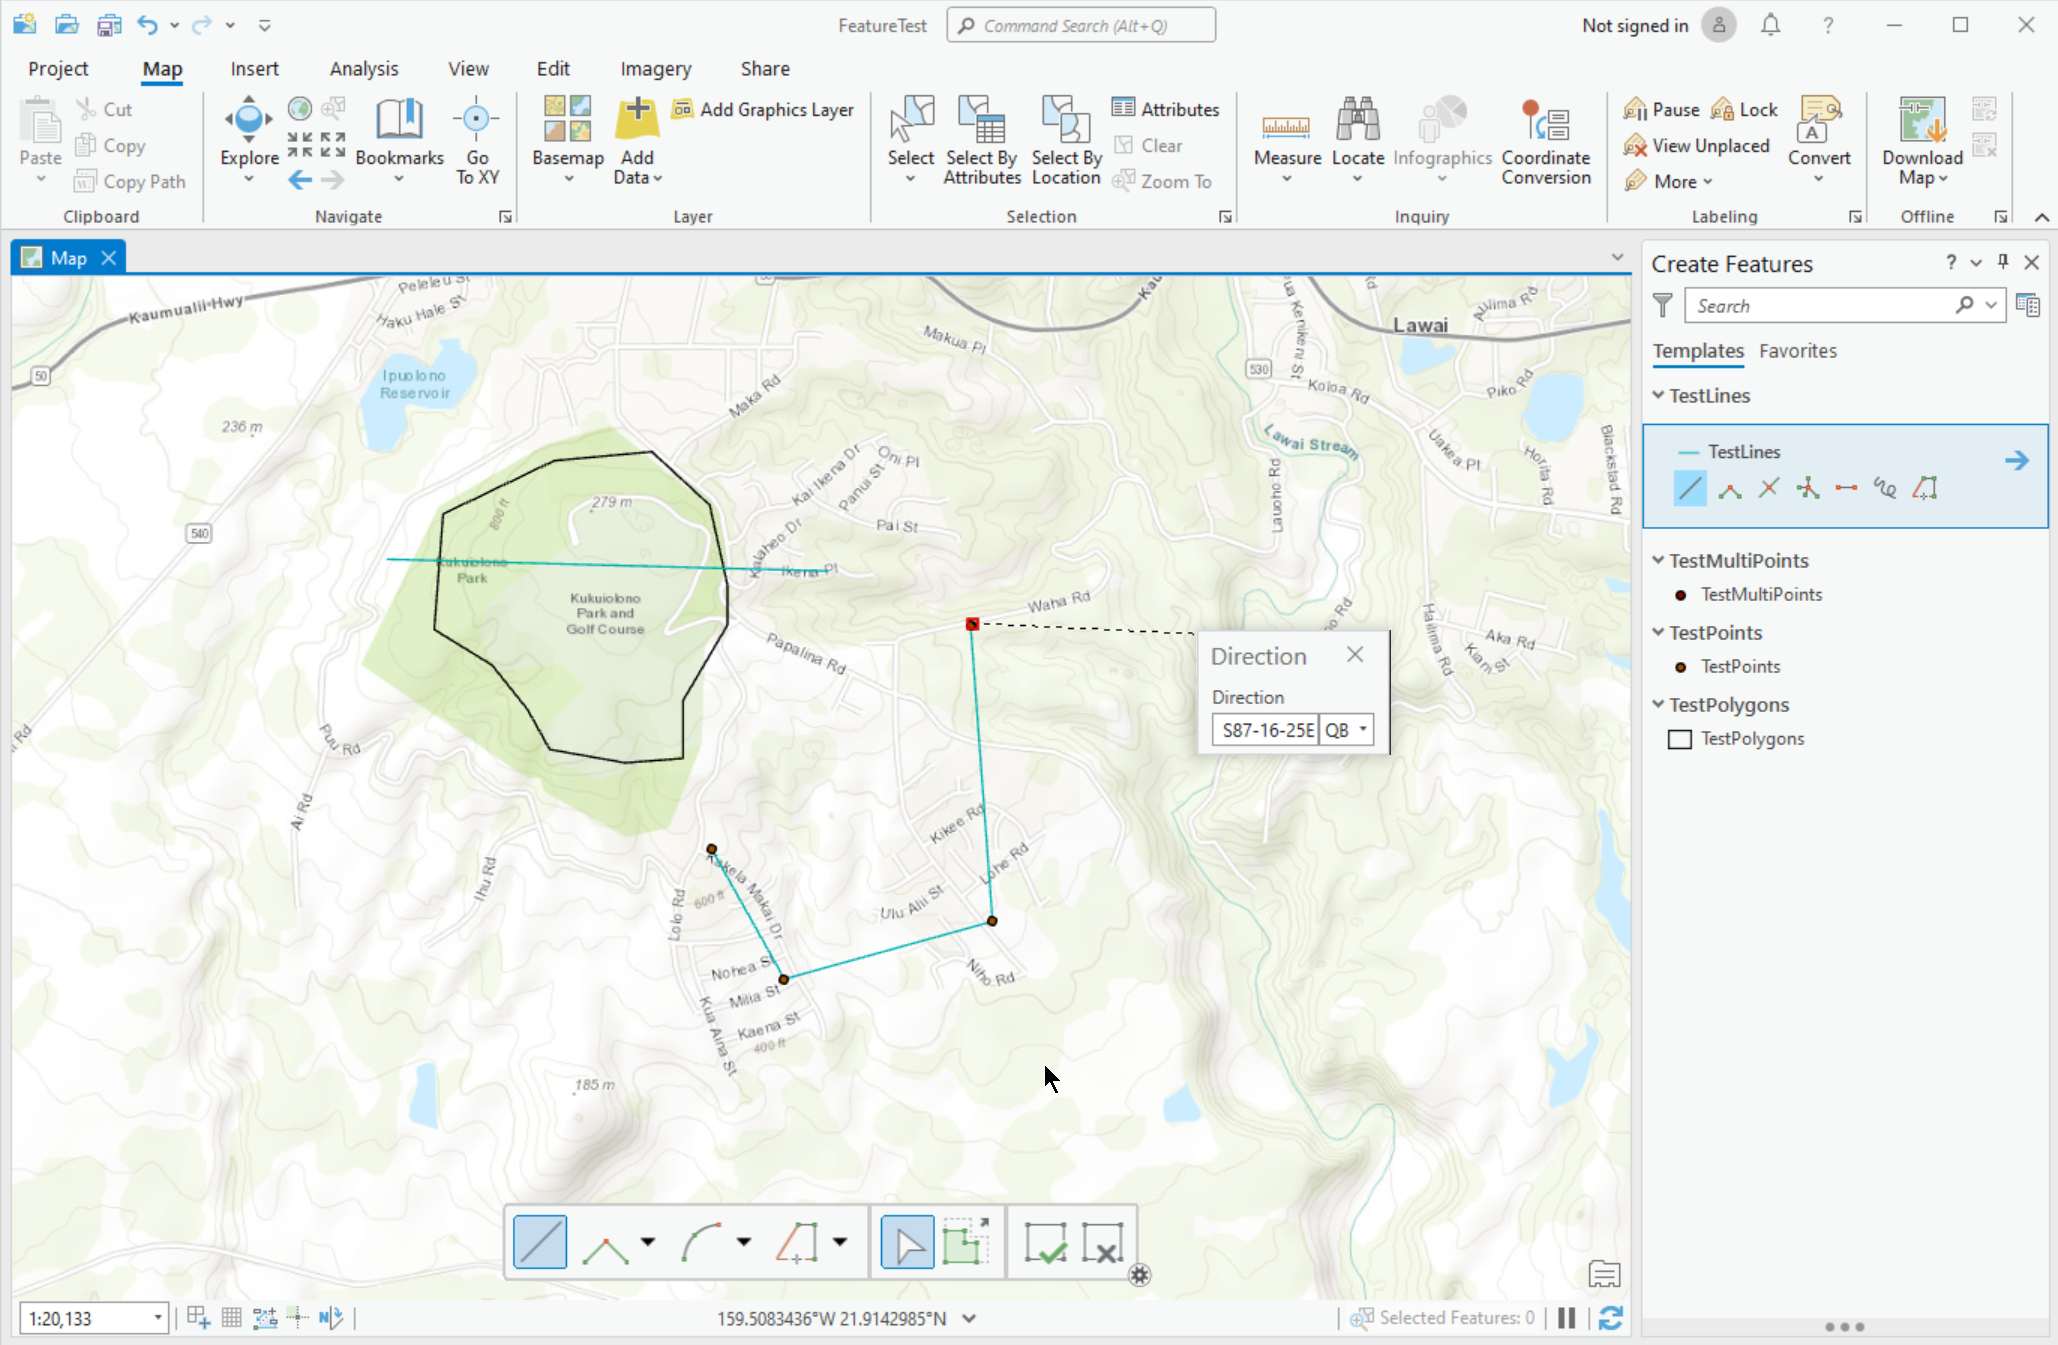 FeatureTest
Command Search (Alt+Q)
Not signed in
Project
Map
Insert
Analysis
View
Edit
Imagery
Share
Paste
Cut
Copy
Copy Path
Clipboard
Explore
Bookmarks
Go
To XY
Navigate
Basemap
Add
Data
Add Graphics Layer
Layer
Select
Select By
Attributes
Select By
Location
Attributes
Clear
Zoom To
Selection
Measure
Locate
Infographics
Coordinate
Conversion
Inquiry
Pause
Lock
View Unplaced
More
Convert
Labeling
Download
Map
Offline
Map
Kaumualii-Hwy
Peleleu St
Haku Hale St
50
Ipuolono
Reservoir
236 m
540
Maka Rd
Makua Pl
Kau
530
Koloa Rd
Lawai
Piko Rd
Lawai Stream
Uakea Pl
Horita Rd
Blackstad Rd
Lauoho Rd
Kai Ikena Dr
Oni Pl
Panui St
Pai St
Kalaheo Dr
Ikena Pl
279 m
800 ft
Kukuiolono
Park
Kukuiolono
Park and
Golf Course
Waha Rd
Papalina Rd
Hailima Rd
Aka Rd
Kiani St
Puu Rd
Ai Rd
Ihu Rd
Kikee Rd
Lohe Rd
Ulu Alii St
Kakela Makai Dr
Lolo Rd
600 ft
Nohea St
Milia St
Kaena St
400 ft
Kua Aina St
Niho Rd
185 m
Direction
Direction
S87-16-25E
QB
1:20,133
159.5083436°W 21.9142985°N
Selected Features: 0
Create Features
Search
Templates
Favorites
TestLines
TestLines
TestMultiPoints
TestMultiPoints
TestPoints
TestPoints
TestPolygons
TestPolygons